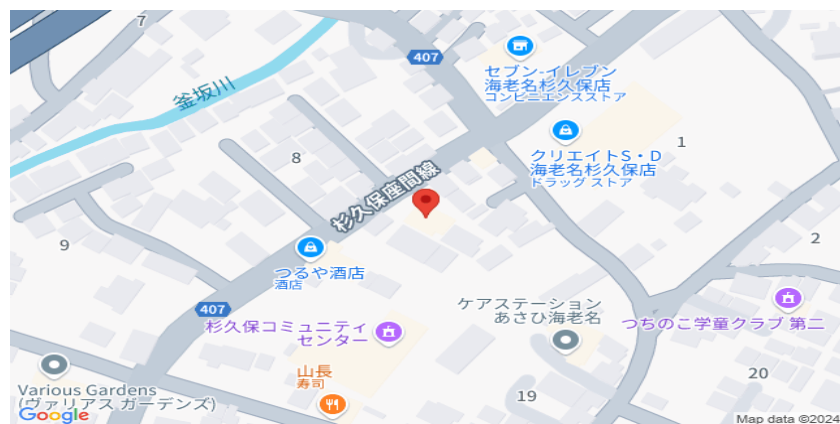 7
407
釜坂川
セブン-イレブン
海老名杉久保店
コンビニエンスストア
クリエイトS・D
海老名杉久保店
ドラッグ ストア
1
8
杉久保座間線
9
つるや酒店
酒店
2
407
杉久保コミュニティ
センター
ケアステーション
あさひ海老名
つちのこ学童クラブ 第二
山長
寿司
19
20
Various Gardens
(ヴァリアス ガーデンズ)
Google
Map data ©2024